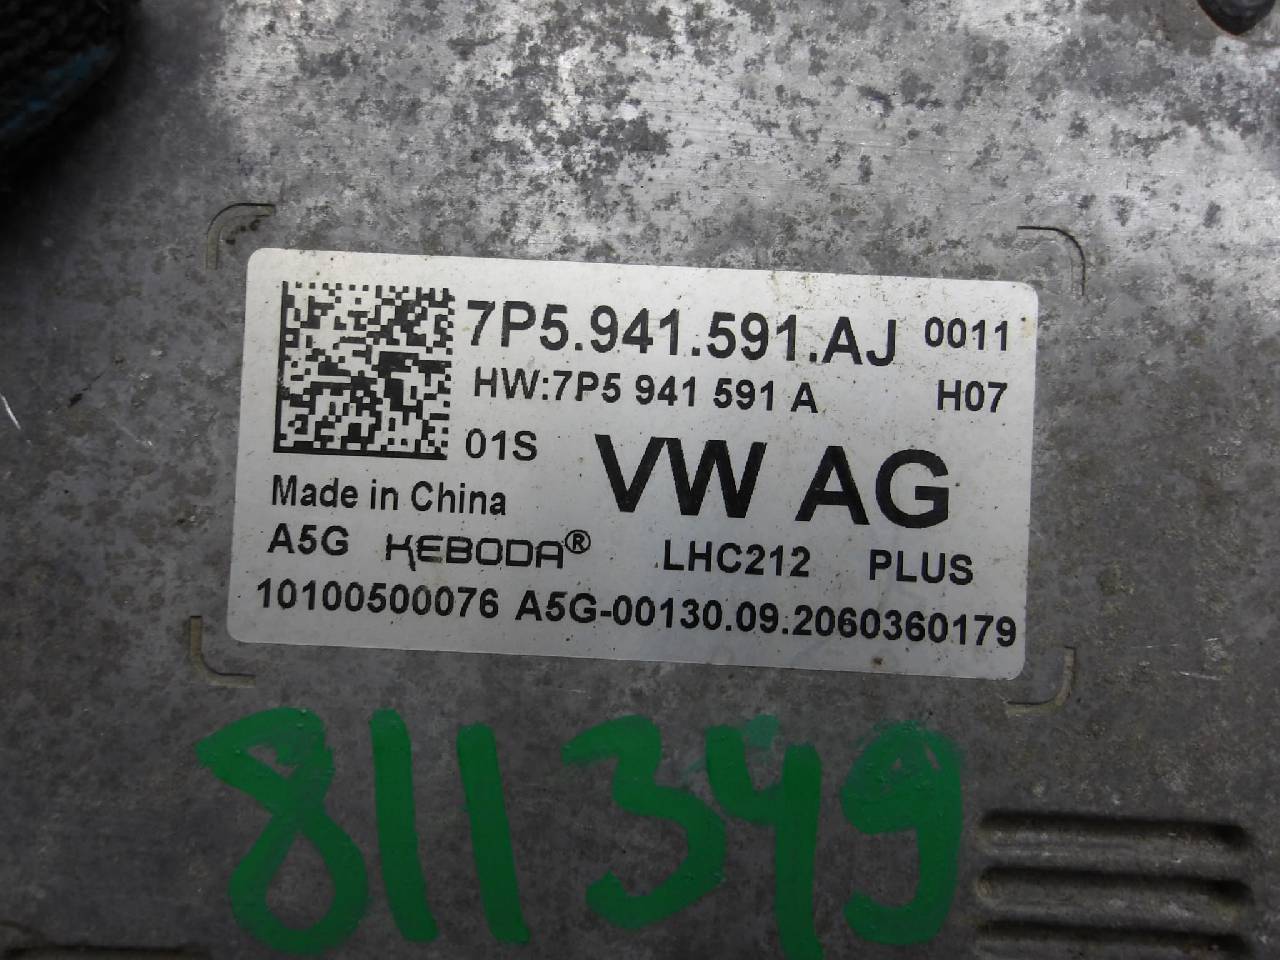 7P5.941.591.AJ 0011
HW:7P5 941 591 A H07
01S VW AG
Made in China
A5G KEBODA® LHC212 PLUS
10100500076 A5G-00130.09.2060360179
811349